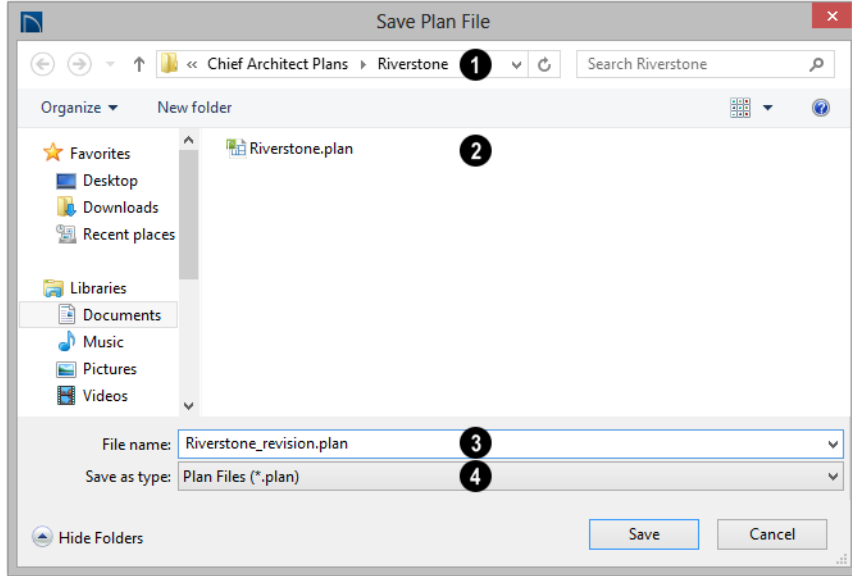 Save Plan File
« Chief Architect Plans Riverstone 1 Search Riverstone
Organize New folder
Favorites
Desktop
Downloads
Recent places
Libraries
Documents
Music
Pictures
Videos
Riverstone.plan 2
File name: Riverstone_revision.plan 3
Save as type: Plan Files (*.plan) 4
Hide Folders Save Cancel